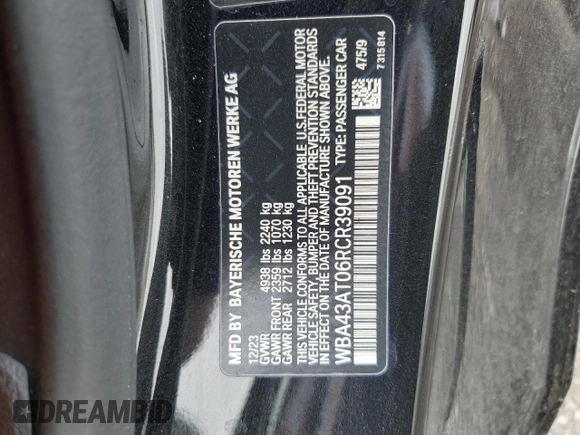 MFD BY BAYERISCHE MOTOREN WERKE AG
12/23
GVWR 4938 lbs 2240 kg
GAWR FRONT 2359 lbs 1070 kg
GAWR REAR 2712 lbs 1230 kg
THIS VEHICLE CONFORMS TO ALL APPLICABLE U.S. FEDERAL MOTOR
VEHICLE SAFETY, BUMPER AND THEFT PREVENTION STANDARDS
IN EFFECT ON THE DATE OF MANUFACTURE SHOWN ABOVE.
WBA43AT06RCR39091 TYPE: PASSENGER CAR
475/9
7315814
DREAMBID